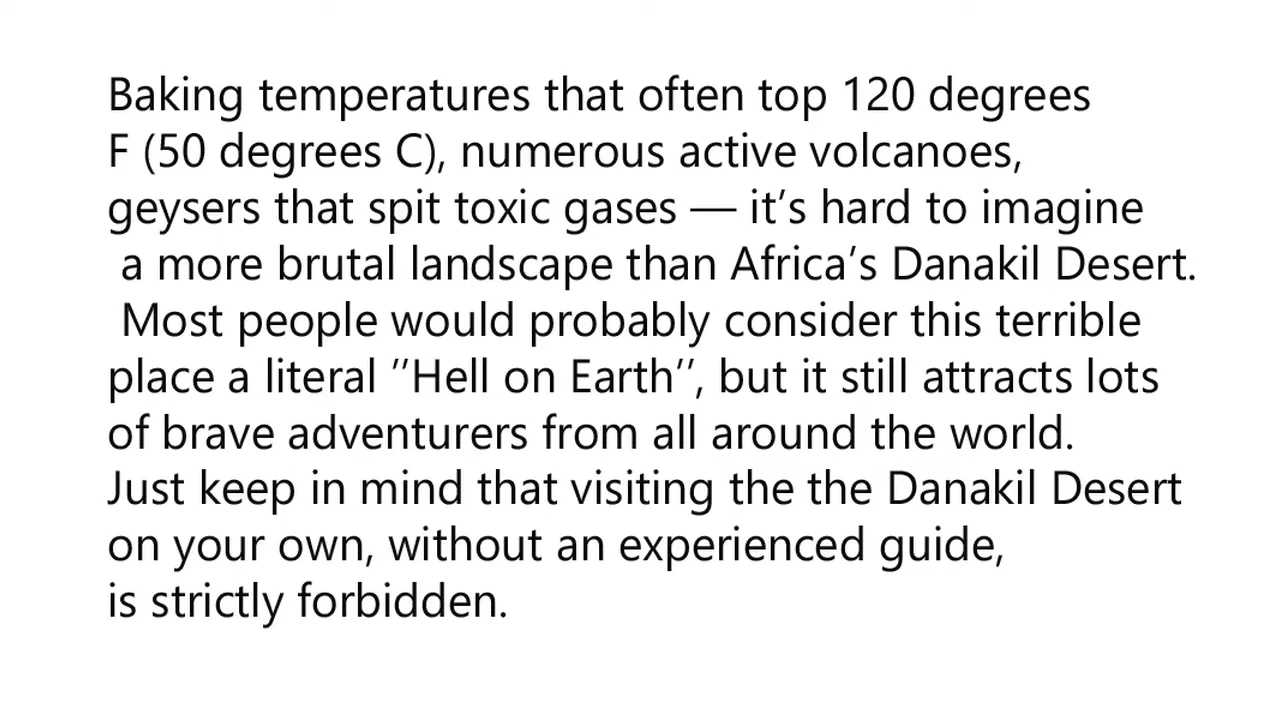 Baking temperatures that often top 120 degrees
F (50 degrees C), numerous active volcanoes,
geysers that spit toxic gases — it’s hard to imagine
a more brutal landscape than Africa’s Danakil Desert.
Most people would probably consider this terrible
place a literal ’’Hell on Earth’’, but it still attracts lots
of brave adventurers from all around the world.
Just keep in mind that visiting the the Danakil Desert
on your own, without an experienced guide,
is strictly forbidden.